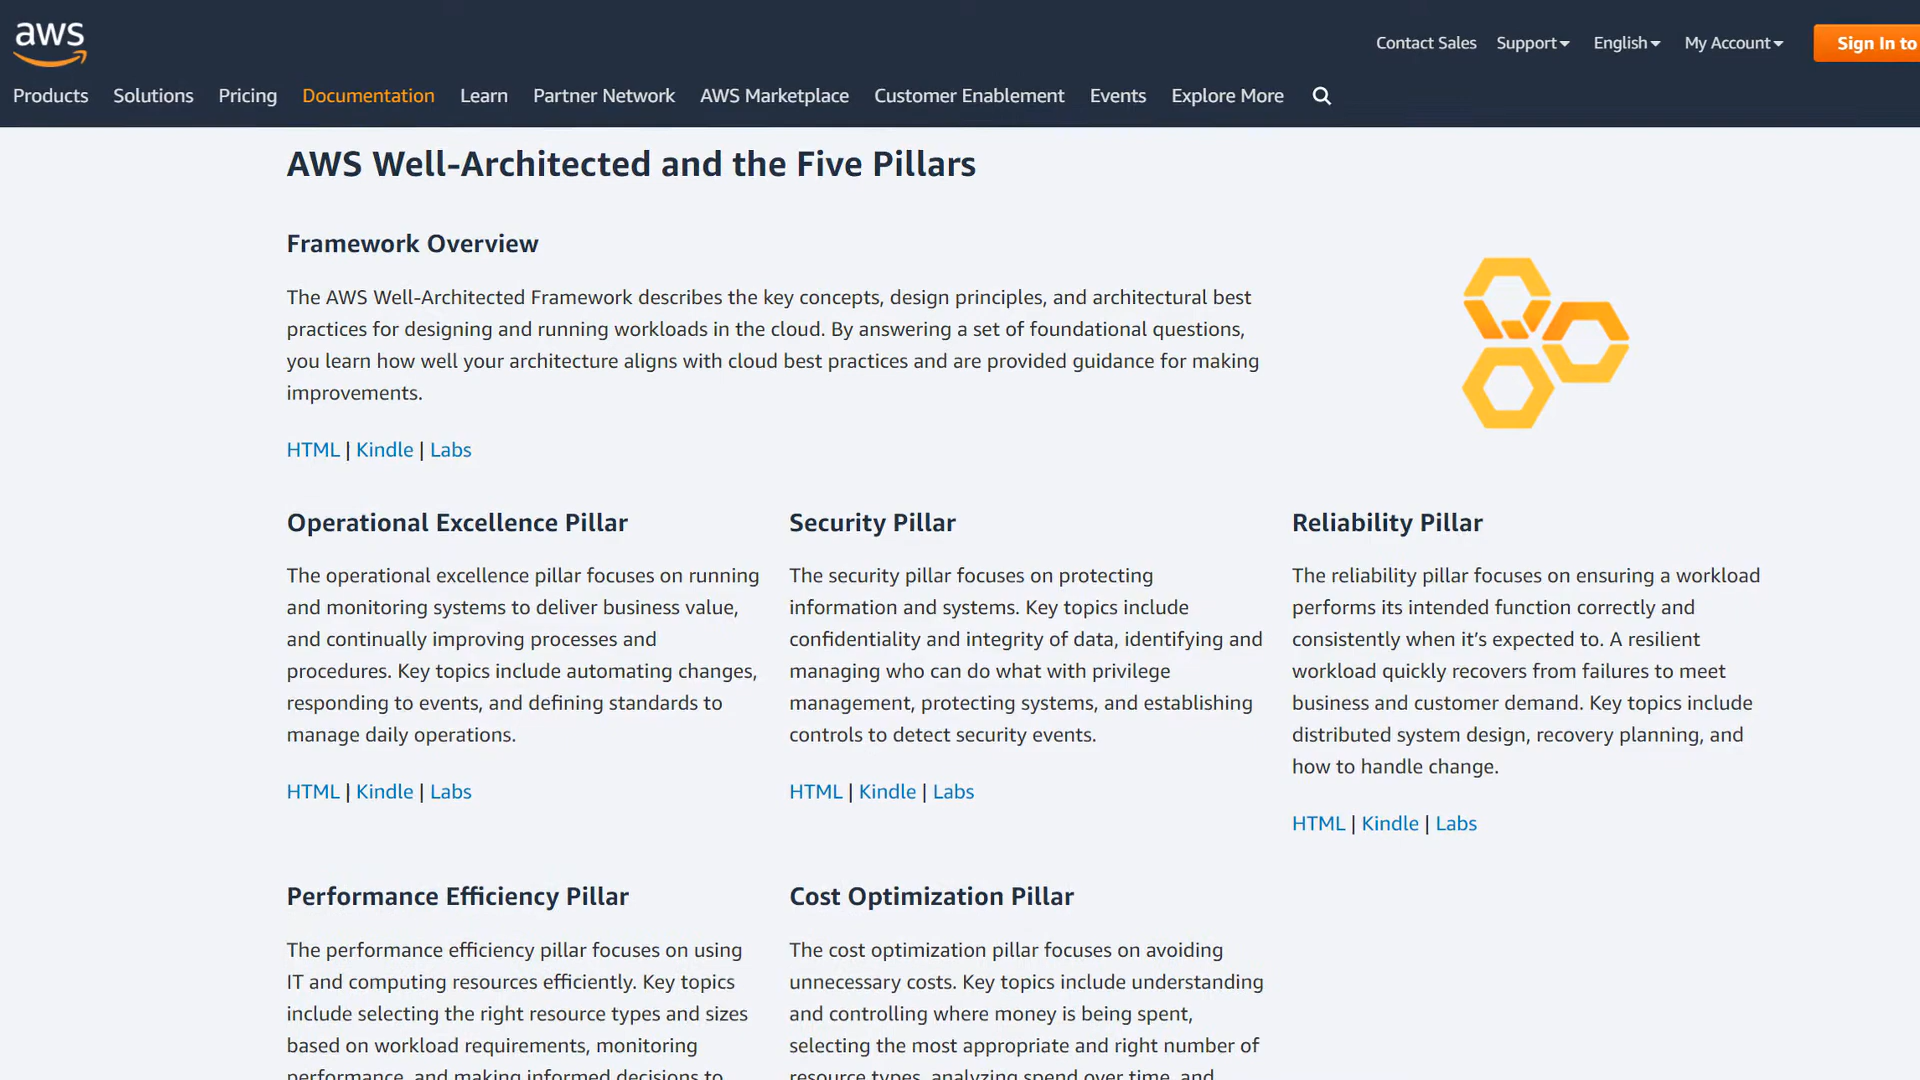 aws
Contact Sales Support English My Account Sign In to
Products Solutions Pricing Documentation Learn Partner Network AWS Marketplace Customer Enablement Events Explore More
AWS Well-Architected and the Five Pillars
Framework Overview
The AWS Well-Architected Framework describes the key concepts, design principles, and architectural best
practices for designing and running workloads in the cloud. By answering a set of foundational questions,
you learn how well your architecture aligns with cloud best practices and are provided guidance for making
improvements.
HTML | Kindle | Labs
Operational Excellence Pillar
The operational excellence pillar focuses on running
and monitoring systems to deliver business value,
and continually improving processes and
procedures. Key topics include automating changes,
responding to events, and defining standards to
manage daily operations.
HTML | Kindle | Labs
Security Pillar
The security pillar focuses on protecting
information and systems. Key topics include
confidentiality and integrity of data, identifying and
managing who can do what with privilege
management, protecting systems, and establishing
controls to detect security events.
HTML | Kindle | Labs
Reliability Pillar
The reliability pillar focuses on ensuring a workload
performs its intended function correctly and
consistently when it’s expected to. A resilient
workload quickly recovers from failures to meet
business and customer demand. Key topics include
distributed system design, recovery planning, and
how to handle change.
HTML | Kindle | Labs
Performance Efficiency Pillar
The performance efficiency pillar focuses on using
IT and computing resources efficiently. Key topics
include selecting the right resource types and sizes
based on workload requirements, monitoring
performance, and making informed decisions to
Cost Optimization Pillar
The cost optimization pillar focuses on avoiding
unnecessary costs. Key topics include understanding
and controlling where money is being spent,
selecting the most appropriate and right number of
resource types, analyzing spend over time, and